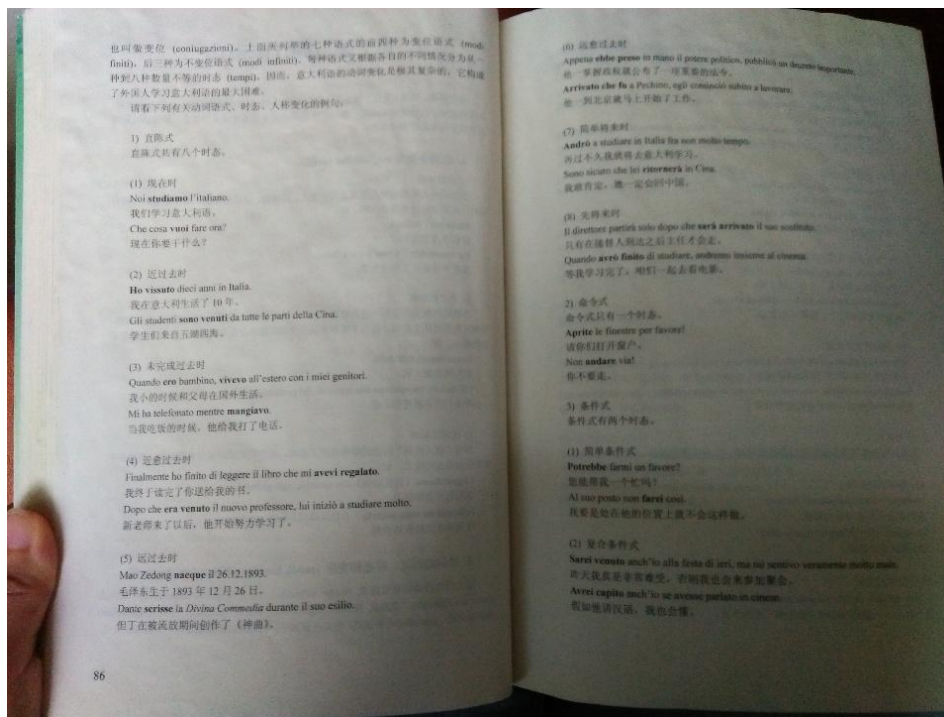 也叫做变位 (coniugazioni)。上面所列举的七种语式的前四种为变位语式 (modi
finiti)，后三种为不变位语式 (modi infiniti)。每种语式又根据各自的不同情况分为从一
种到八种数量不等的时态 (tempi)。因而，意大利语的动词变化是极其复杂的，它构成
了外国人学习意大利语的最大困难。
请看下列有关动词语式、时态、人称变化的例句：
1) 直陈式
直陈式共有八个时态。
(1) 现在时
Noi studiamo l'italiano.
我们学习意大利语。
Che cosa vuoi fare ora?
现在你要干什么？
(2) 近过去时
Ho vissuto dieci anni in Italia.
我在意大利生活了 10 年。
Gli studenti sono venuti da tutte le parti della Cina.
学生们来自五湖四海。
(3) 未完成过去时
Quando ero bambino, vivevo all'estero con i miei genitori.
我小的时候和父母在国外生活。
Mi ha telefonato mentre mangiavo.
当我吃饭的时候，他给我打了电话。
(4) 近愈过去时
Finalmente ho finito di leggere il libro che mi avevi regalato.
我终于读完了你送给我的书。
Dopo che era venuto il nuovo professore, lui iniziò a studiare molto.
新老师来了以后，他开始努力学习了。
(5) 远过去时
Mao Zedong nacque il 26.12.1893.
毛泽东生于 1893 年 12 月 26 日。
Dante scrisse la Divina Commedia durante il suo esilio.
但丁在被流放期间创作了《神曲》。
86
(6) 远愈过去时
Appena ebbe preso in mano il potere politico, pubblicò un decreto importante.
他一掌握政权就公布了一项重要的法令。
Arrivato che fu a Pechino, egli cominciò subito a lavorare.
他一到北京就马上开始了工作。
(7) 简单将来时
Andrò a studiare in Italia fra non molto tempo.
再过不久我就将去意大利学习。
Sono sicuro che lei ritornerà in Cina.
我敢肯定，她一定会回中国。
(8) 先将来时
Il direttore partirà solo dopo che sarà arrivato il suo sostituto.
只有在接替人到达之后主任才会走。
Quando avrò finito di studiare, andremo insieme al cinema.
等我学习完了，咱们一起去看电影。
2) 命令式
命令式只有一个时态。
Aprite le finestre per favore!
请你们打开窗户。
Non andare via!
你不要走。
3) 条件式
条件式有两个时态。
(1) 简单条件式
Potrebbe farmi un favore?
您能帮我一个忙吗？
Al suo posto non farei così.
我要是处在他的位置上就不会这样做。
(2) 复合条件式
Sarei venuto anch'io alla festa di ieri, ma mi sentivo veramente molto male.
昨天我真是非常难受，否则我也会来参加聚会。
Avrei capito anch'io se avesse parlato in cinese.
假如他讲汉语，我也会懂。